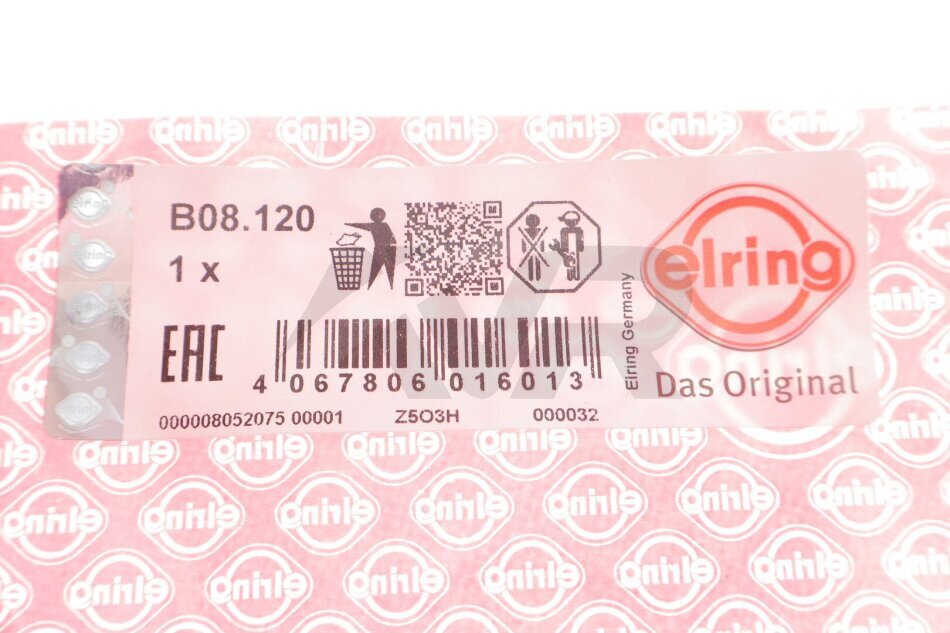 B08.120
1 x
EAC
4 067806 016013
000008052075 00001 Z5O3H 000032
Elring Germany
elring
Das Original